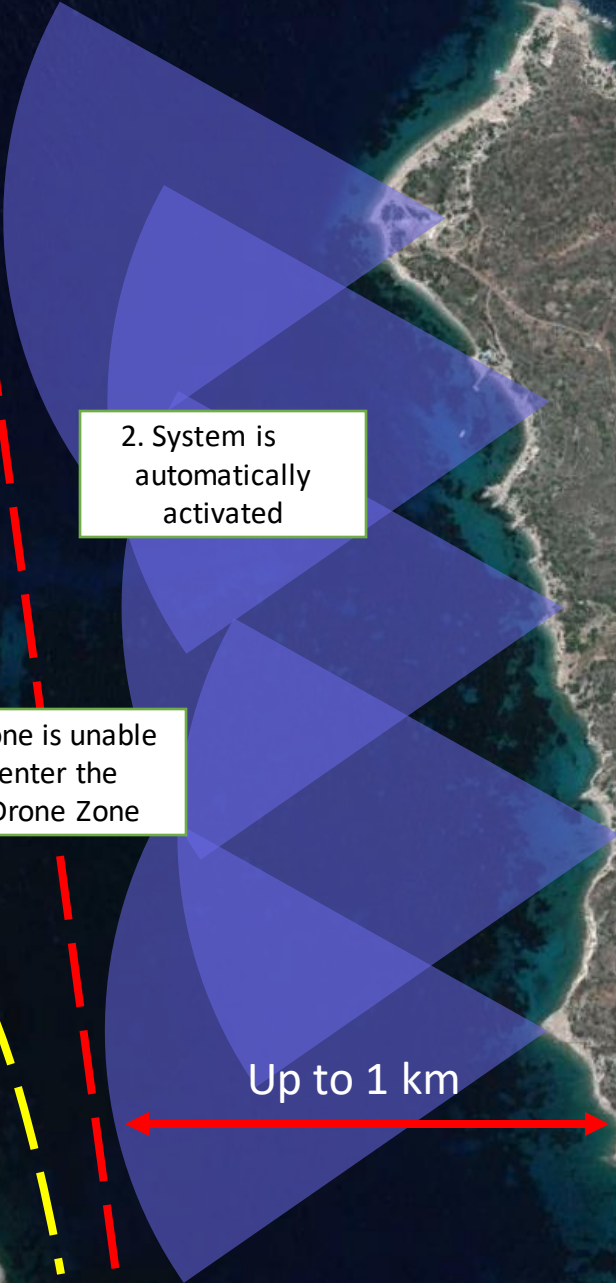 2. System is
automatically
activated
one is unable
enter the
Drone Zone
Up to 1 km